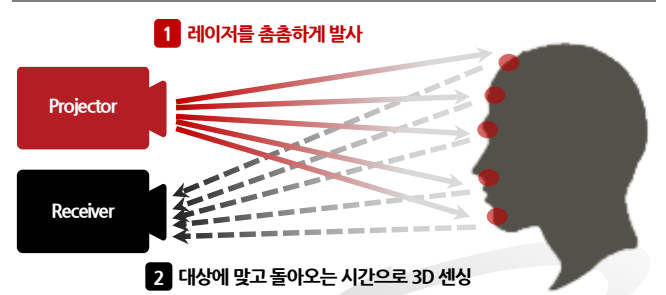 1 레이저를 촘촘하게 발사
Projector
Receiver
2 대상에 맞고 돌아오는 시간으로 3D 센싱